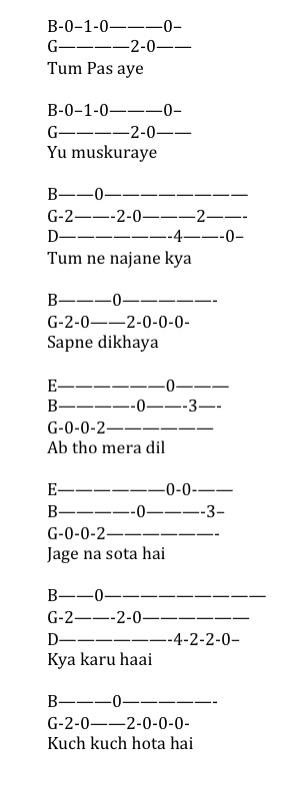 B-0–1-0———–0–
G————2-0——
Tum Pas aye
B-0–1-0———–0–
G————2-0——
Yu muskuraye
B——0————————
G-2——-2-0———2——-
D——————-4——-0–
Tum ne najane kya
B———0—————-
G-2-0——2-0-0-0-
Sapne dikhaya
E——————0———
B————-0——-3—-
G-0-0-2——————
Ab tho mera dil
E——————0-0-——
B————-0———-3–
G-0-0-2——————-
Jage na sota hai
B——0—————————
G-2——-2-0——————
D——————-4-2-2-0–
Kya karu haai
B———0—————-
G-2-0——2-0-0-0-
Kuch kuch hota hai